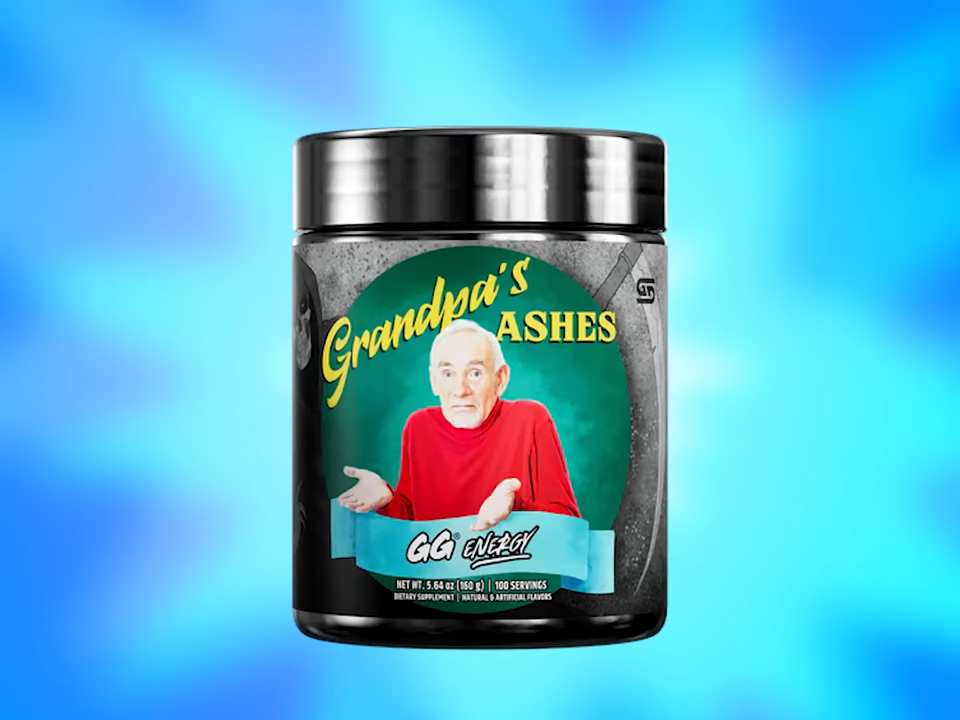 Grandpa's
ASHES
GG® ENERGY
NET WT. 5.64 oz (160 g) | 100 SERVINGS
DIETARY SUPPLEMENT | NATURAL & ARTIFICIAL FLAVORS